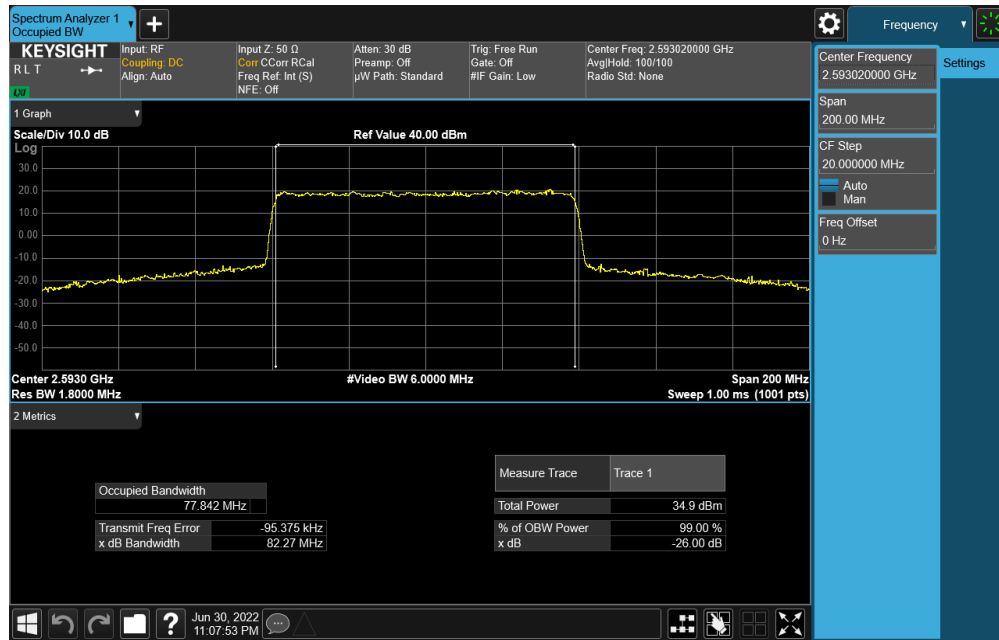 Spectrum Analyzer 1
Occupied BW
+
Frequency
KEYSIGHT
R L T
LXI
Input: RF
Coupling: DC
Align: Auto
Input Z: 50 Ω
Corr CCorr RCal
Freq Ref: Int (S)
NFE: Off
Atten: 30 dB
Preamp: Off
µW Path: Standard
Trig: Free Run
Gate: Off
#IF Gain: Low
Center Freq: 2.593020000 GHz
Avg|Hold: 100/100
Radio Std: None
Center Frequency
2.593020000 GHz
Settings
Span
200.00 MHz
CF Step
20.000000 MHz
Auto
Man
Freq Offset
0 Hz
1 Graph
Scale/Div 10.0 dB
Ref Value 40.00 dBm
Log
30.0
20.0
10.0
0.00
-10.0
-20.0
-30.0
-40.0
-50.0
Center 2.5930 GHz
#Video BW 6.0000 MHz
Span 200 MHz
Res BW 1.8000 MHz
Sweep 1.00 ms (1001 pts)
2 Metrics
Measure Trace
Trace 1
Occupied Bandwidth
77.842 MHz
Total Power
34.9 dBm
Transmit Freq Error
-95.375 kHz
% of OBW Power
99.00 %
x dB Bandwidth
82.27 MHz
x dB
-26.00 dB
?
Jun 30, 2022
11:07:53 PM